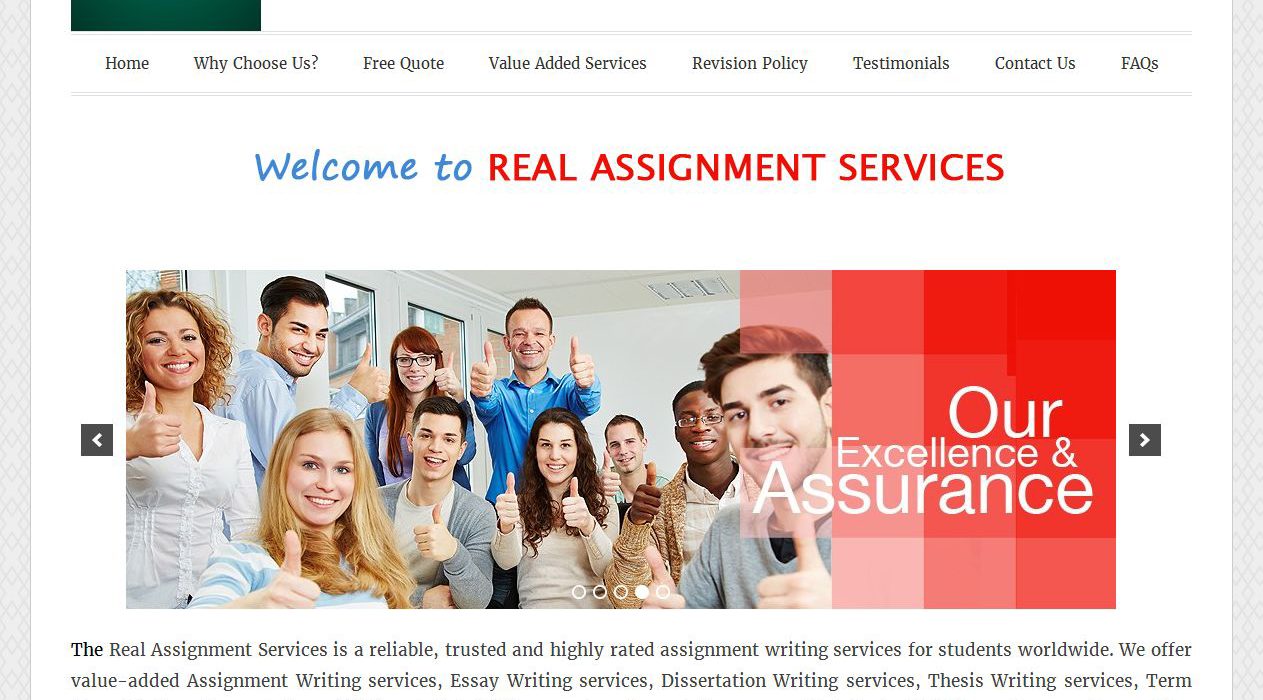 Home Why Choose Us? Free Quote Value Added Services Revision Policy Testimonials Contact Us FAQs
Welcome to REAL ASSIGNMENT SERVICES
Our
Excellence &
Assurance
The Real Assignment Services is a reliable, trusted and highly rated assignment writing services for students worldwide. We offer
value-added Assignment Writing services, Essay Writing services, Dissertation Writing services, Thesis Writing services, Term